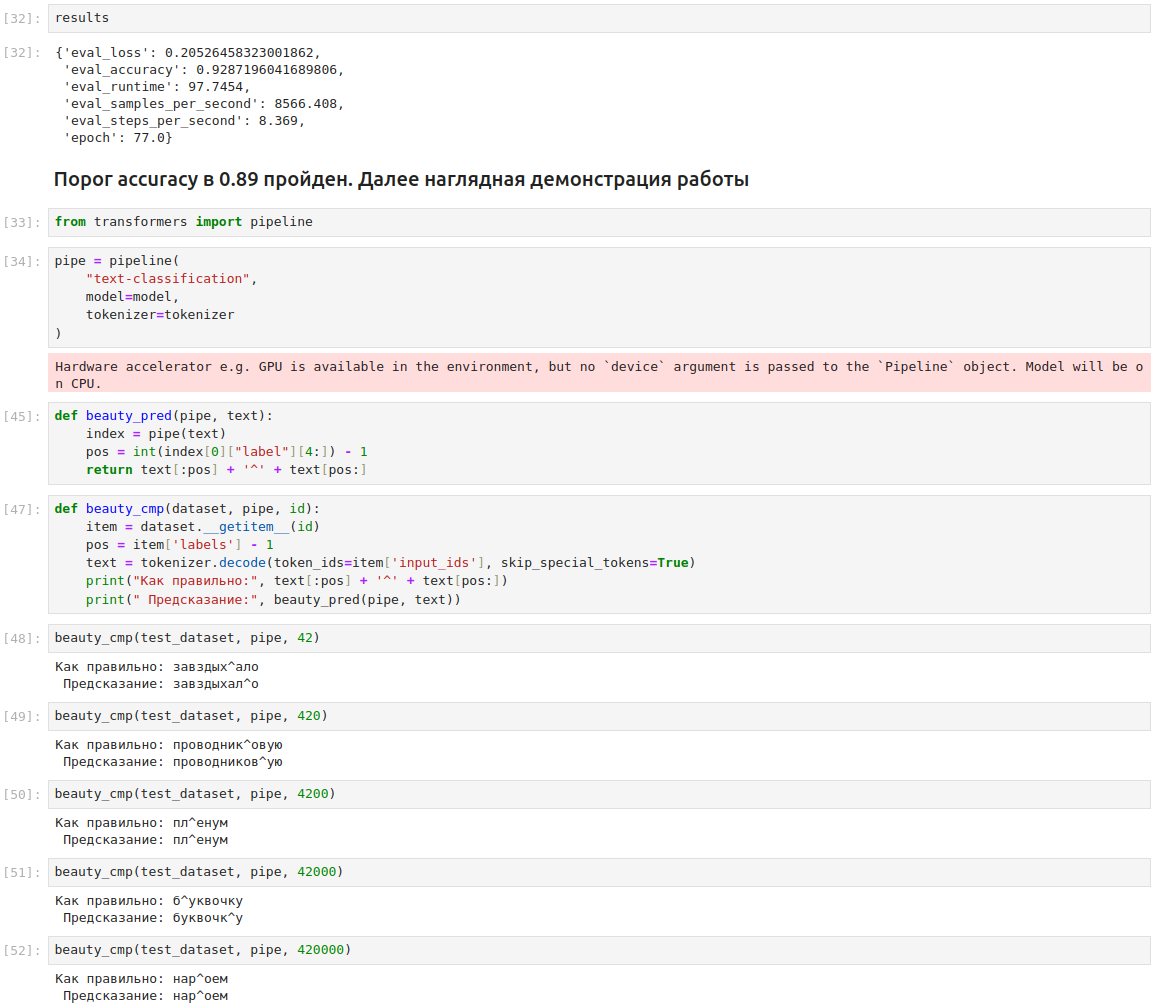 [32]: results
[32]: {'eval_loss': 0.20526458323001862,
'eval_accuracy': 0.9287196041689806,
'eval_runtime': 97.7454,
'eval_samples_per_second': 8566.408,
'eval_steps_per_second': 8.369,
'epoch': 77.0}
Порог accuracy в 0.89 пройден. Далее наглядная демонстрация работы
[33]: from transformers import pipeline
[34]: pipe = pipeline(
"text-classification",
model=model,
tokenizer=tokenizer
)
Hardware accelerator e.g. GPU is available in the environment, but no `device` argument is passed to the `Pipeline` object. Model will be o
n CPU.
[45]: def beauty_pred(pipe, text):
index = pipe(text)
pos = int(index[0]["label"][4:]) - 1
return text[:pos] + '^' + text[pos:]
[47]: def beauty_cmp(dataset, pipe, id):
item = dataset.__getitem__(id)
pos = item['labels'] - 1
text = tokenizer.decode(token_ids=item['input_ids'], skip_special_tokens=True)
print("Как правильно:", text[:pos] + '^' + text[pos:])
print(" Предсказание:", beauty_pred(pipe, text))
[48]: beauty_cmp(test_dataset, pipe, 42)
Как правильно: завздых^ало
Предсказание: завздыхал^о
[49]: beauty_cmp(test_dataset, pipe, 420)
Как правильно: проводник^овую
Предсказание: проводников^ую
[50]: beauty_cmp(test_dataset, pipe, 4200)
Как правильно: пл^енум
Предсказание: пл^енум
[51]: beauty_cmp(test_dataset, pipe, 42000)
Как правильно: б^уквочку
Предсказание: буквочк^у
[52]: beauty_cmp(test_dataset, pipe, 420000)
Как правильно: нар^оем
Предсказание: нар^оем